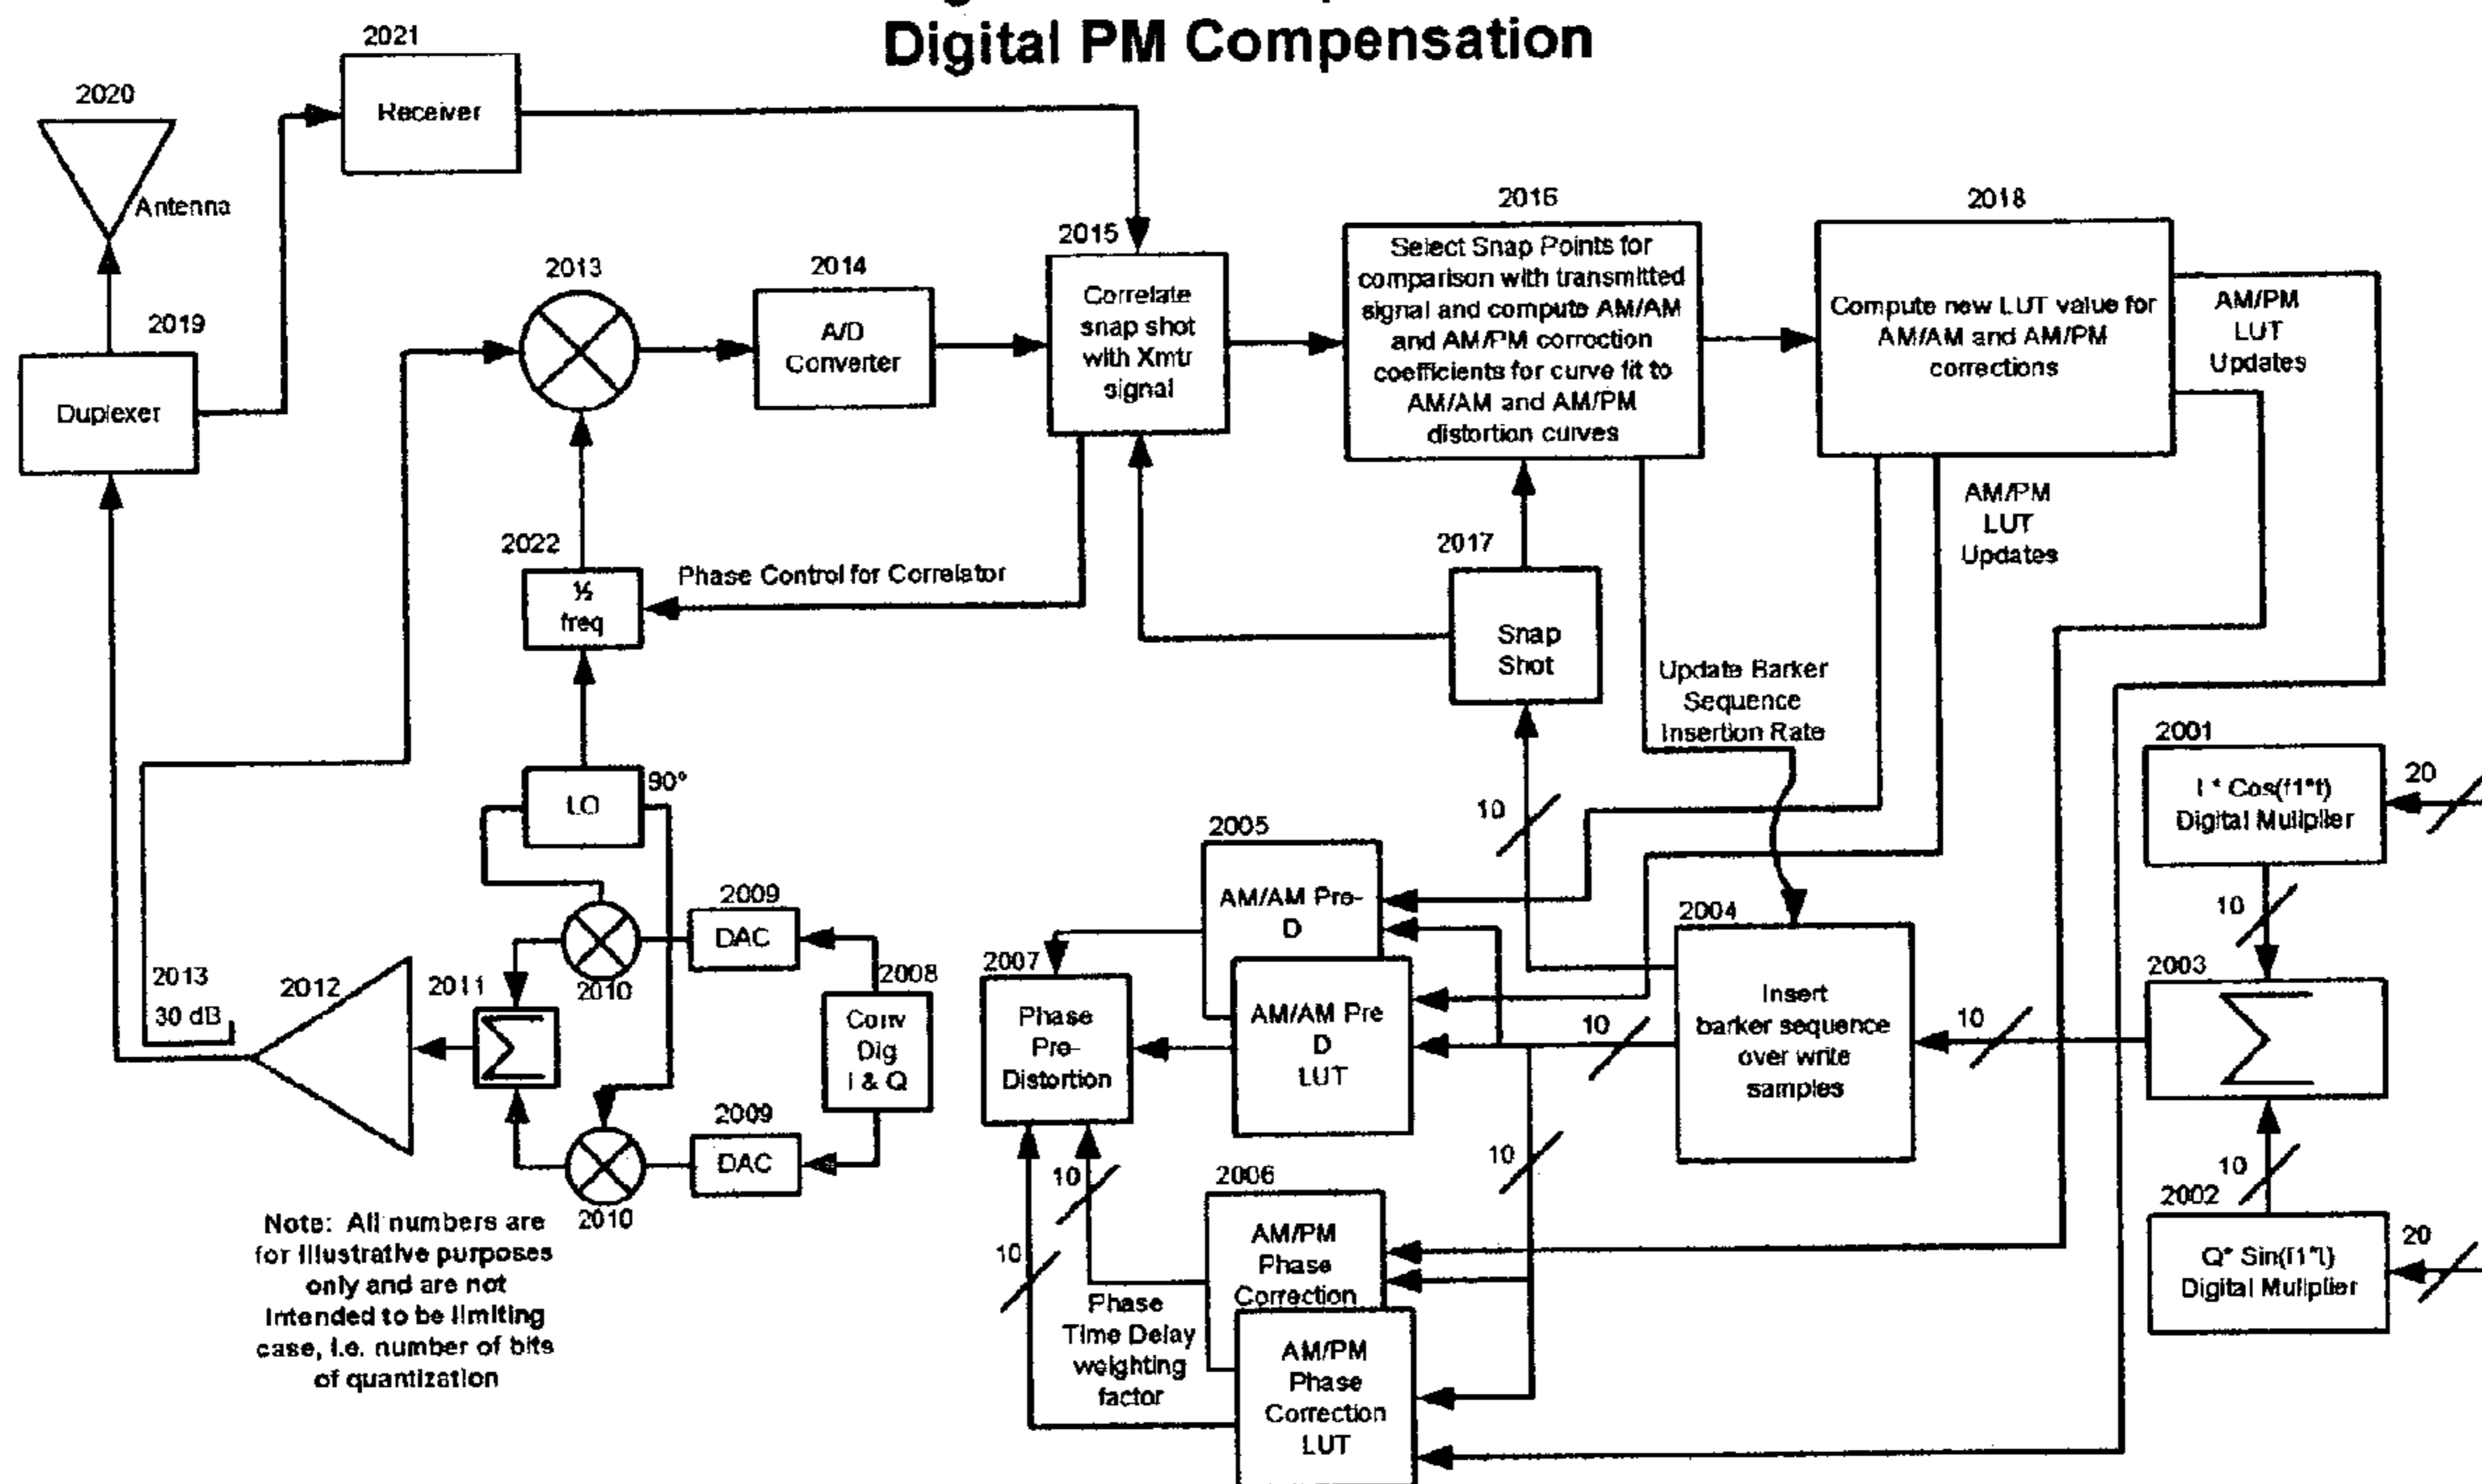 Digital PM Compensation
2021
Receiver
2020
Antenna
2019
Duplexer
2013
2014
A/D
Converter
2015
Correlate
snap shot
with Xmtr
signal
2016
Select Snap Points for
comparison with transmitted
signal and compute AM/AM
and AM/PM correction
coefficients for curve fit to
AM/AM and AM/PM
distortion curves
2018
Compute new LUT value for
AM/AM and AM/PM
corrections
AM/PM
LUT
Updates
AM/PM
LUT
Updates
2022
½
freq
Phase Control for Correlator
2017
Snap
Shot
Update Barker
Sequence
Insertion Rate
LO
90°
2001
I * Cos(f1*t)
Digital Muliplier
20
10
10
2005
AM/AM Pre-
D
AM/AM Pre
D
LUT
2004
Insert
barker sequence
over write
samples
10
10
2003
10
2002
Q* Sin(f1*t)
Digital Muliplier
20
2009
DAC
2010
2008
Conv
Dig
I & Q
2007
Phase
Pre-
Distortion
2013
30 dB
2012
2011
2009
DAC
2010
10
10
10
2006
AM/PM
Phase
Correction
AM/PM
Phase
Correction
LUT
Phase
Time Delay
weighting
factor
Note: All numbers are
for illustrative purposes
only and are not
intended to be limiting
case, i.e. number of bits
of quantization